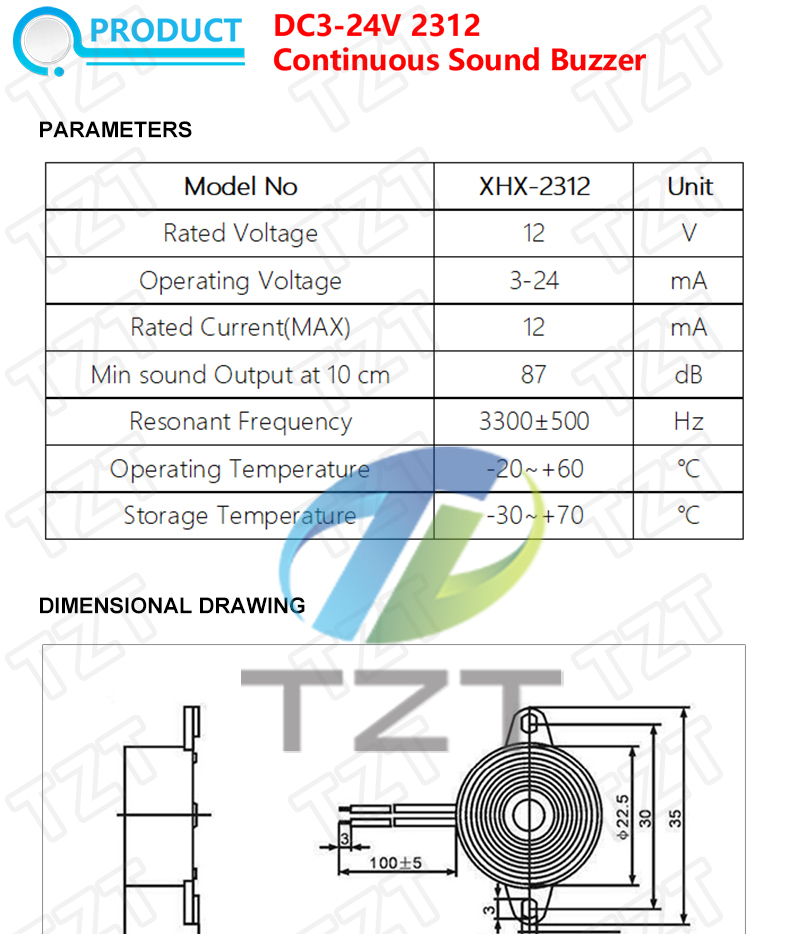 PRODUCT
DC3-24V 2312
Continuous Sound Buzzer
PARAMETERS
Model No XHX-2312 Unit
Rated Voltage 12 V
Operating Voltage 3-24 mA
Rated Current(MAX) 12 mA
Min sound Output at 10 cm 87 dB
Resonant Frequency 3300±500 Hz
Operating Temperature -20~+60 ℃
Storage Temperature -30~+70 ℃
DIMENSIONAL DRAWING
TZT
3
100±5
φ22.5
30
35
3